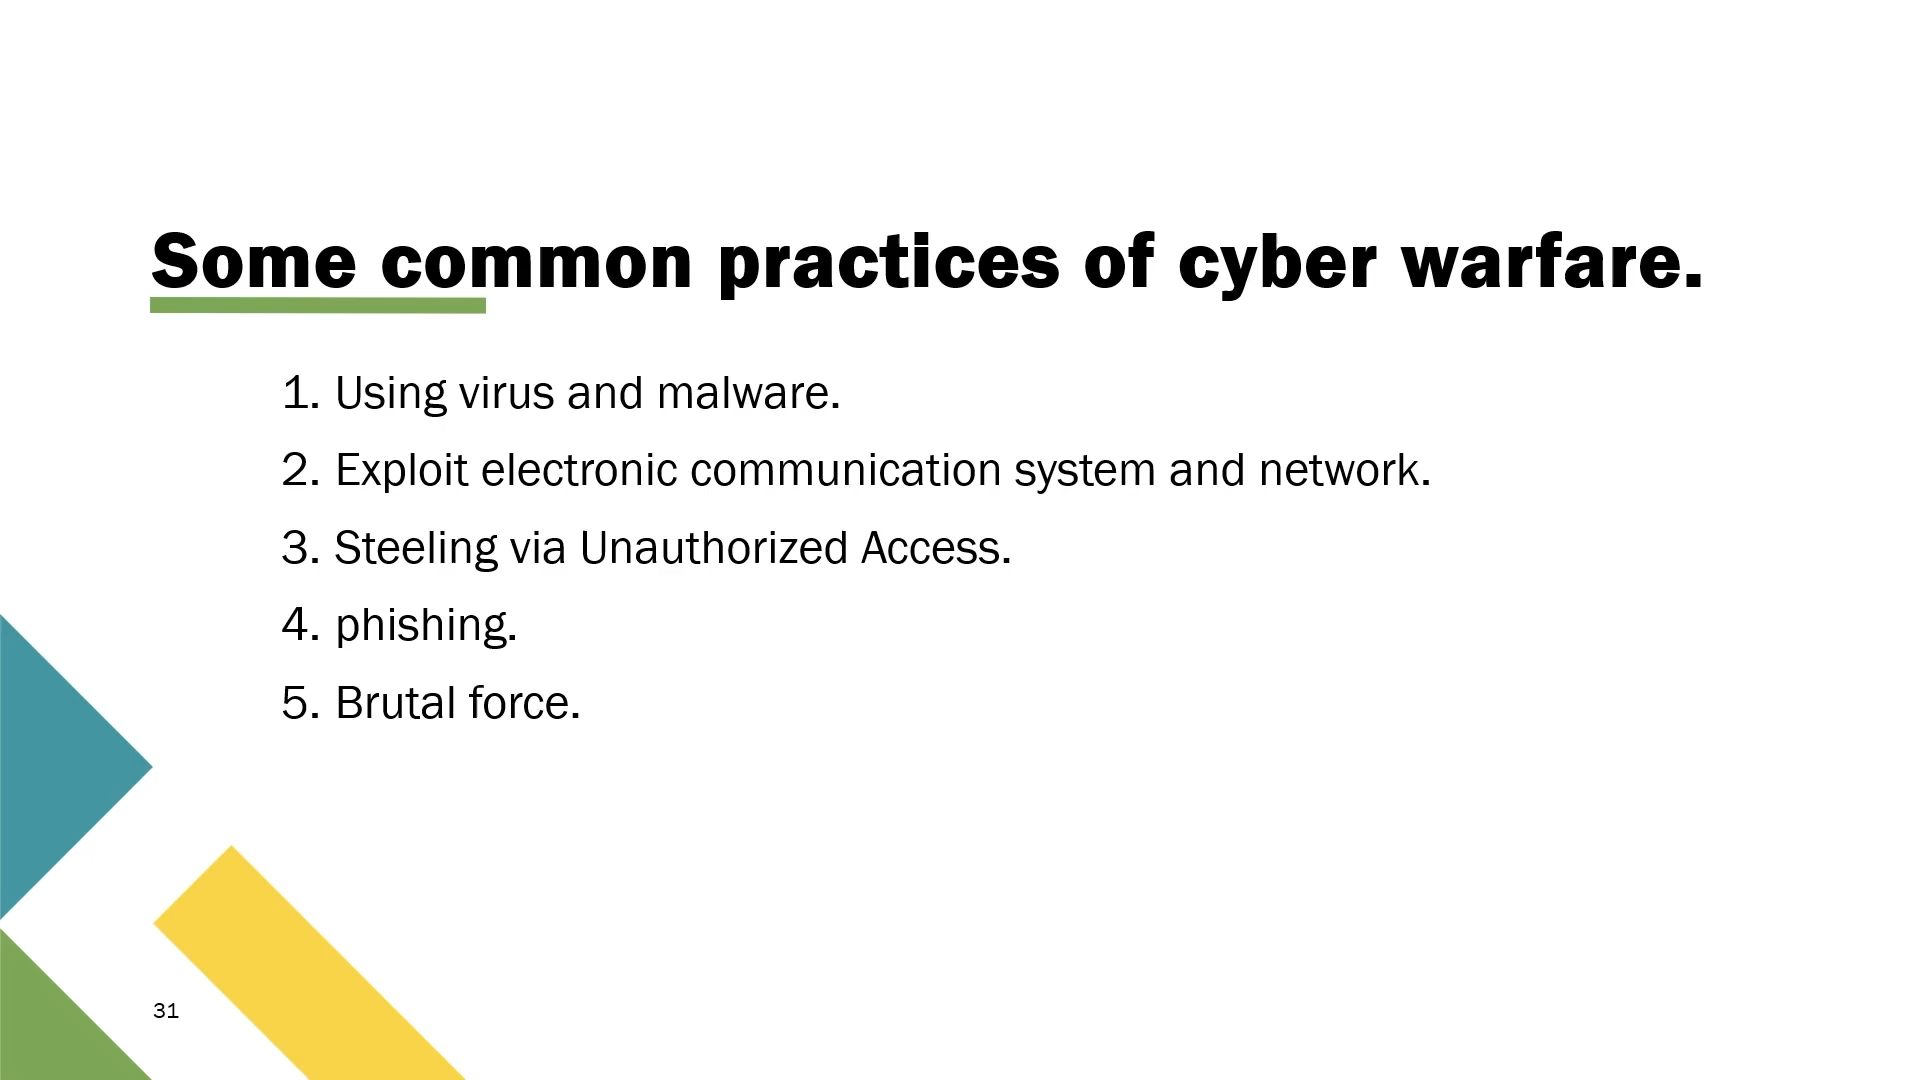 Some common practices of cyber warfare.
1. Using virus and malware.
2. Exploit electronic communication system and network.
3. Steeling via Unauthorized Access.
4. phishing.
5. Brutal force.
31